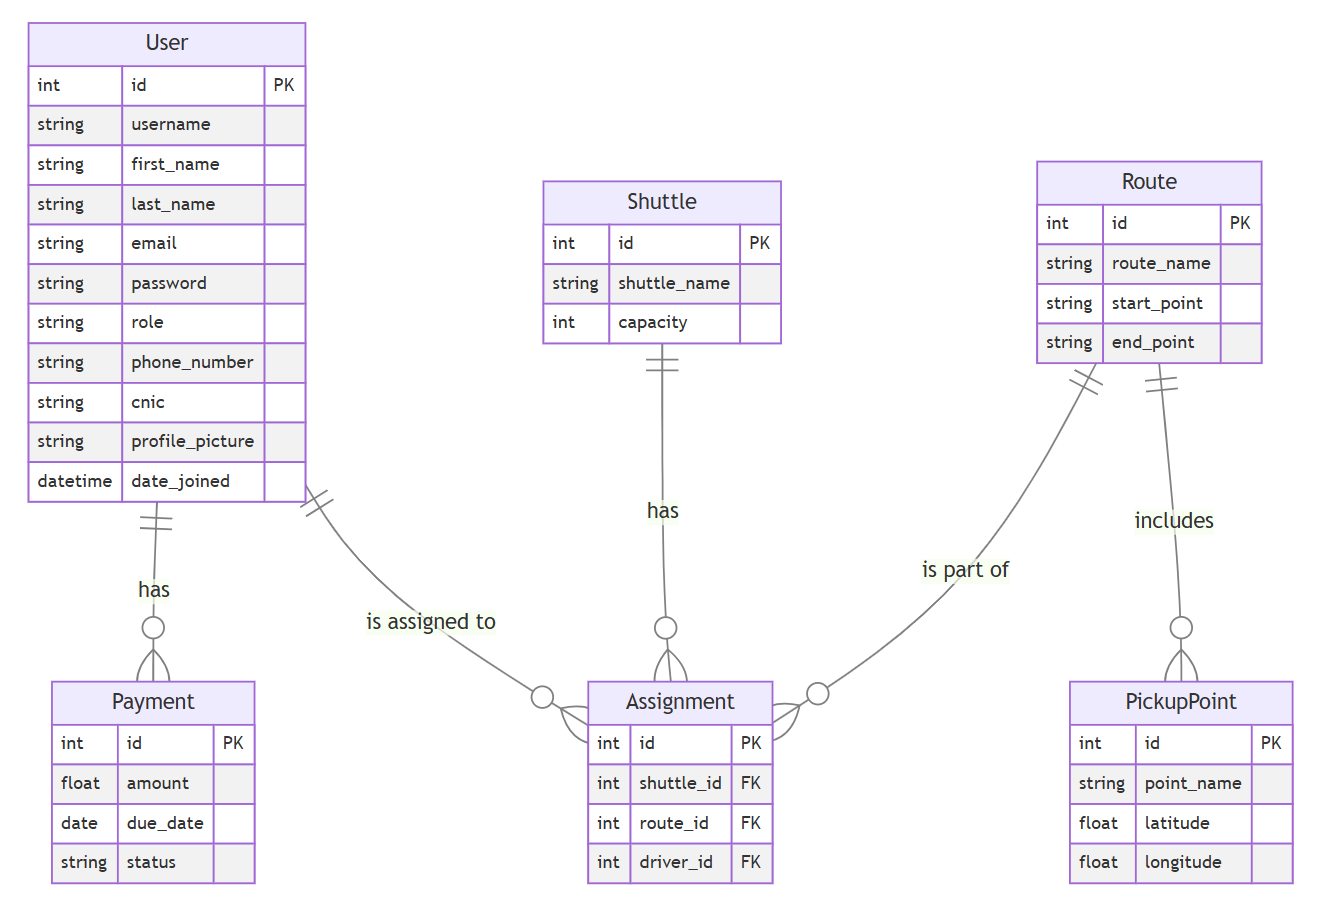 User
int id PK
string username
string first_name
string last_name
string email
string password
string role
string phone_number
string cnic
string profile_picture
datetime date_joined
Shuttle
int id PK
string shuttle_name
int capacity
Route
int id PK
string route_name
string start_point
string end_point
has
is assigned to
has
is part of
includes
Payment
int id PK
float amount
date due_date
string status
Assignment
int id PK
int shuttle_id FK
int route_id FK
int driver_id FK
PickupPoint
int id PK
string point_name
float latitude
float longitude